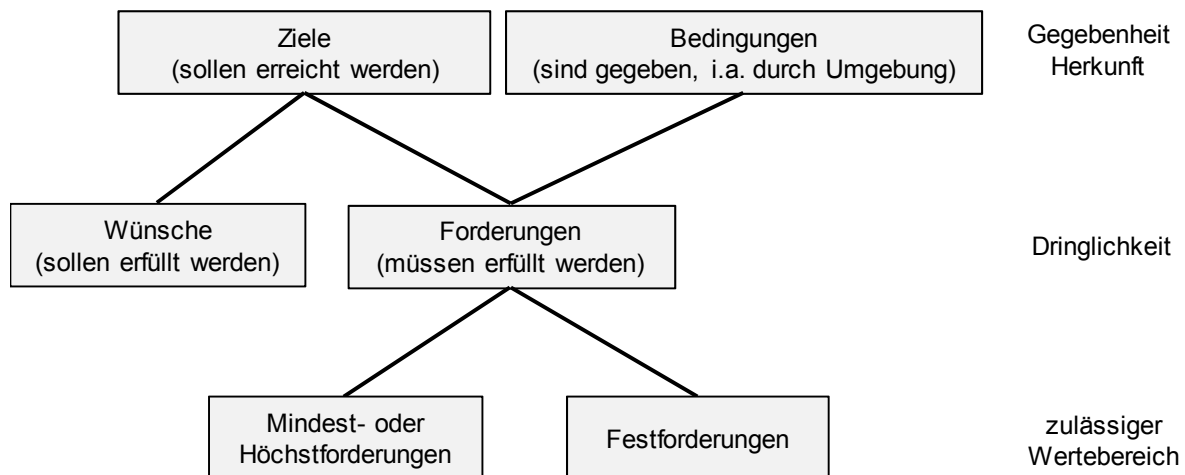 Ziele
(sollen erreicht werden)
Bedingungen
(sind gegeben, i.a. durch Umgebung)
Gegebenheit
Herkunft
Wünsche
(sollen erfüllt werden)
Forderungen
(müssen erfüllt werden)
Dringlichkeit
Mindest- oder
Höchstforderungen
Festforderungen
zulässiger
Wertebereich